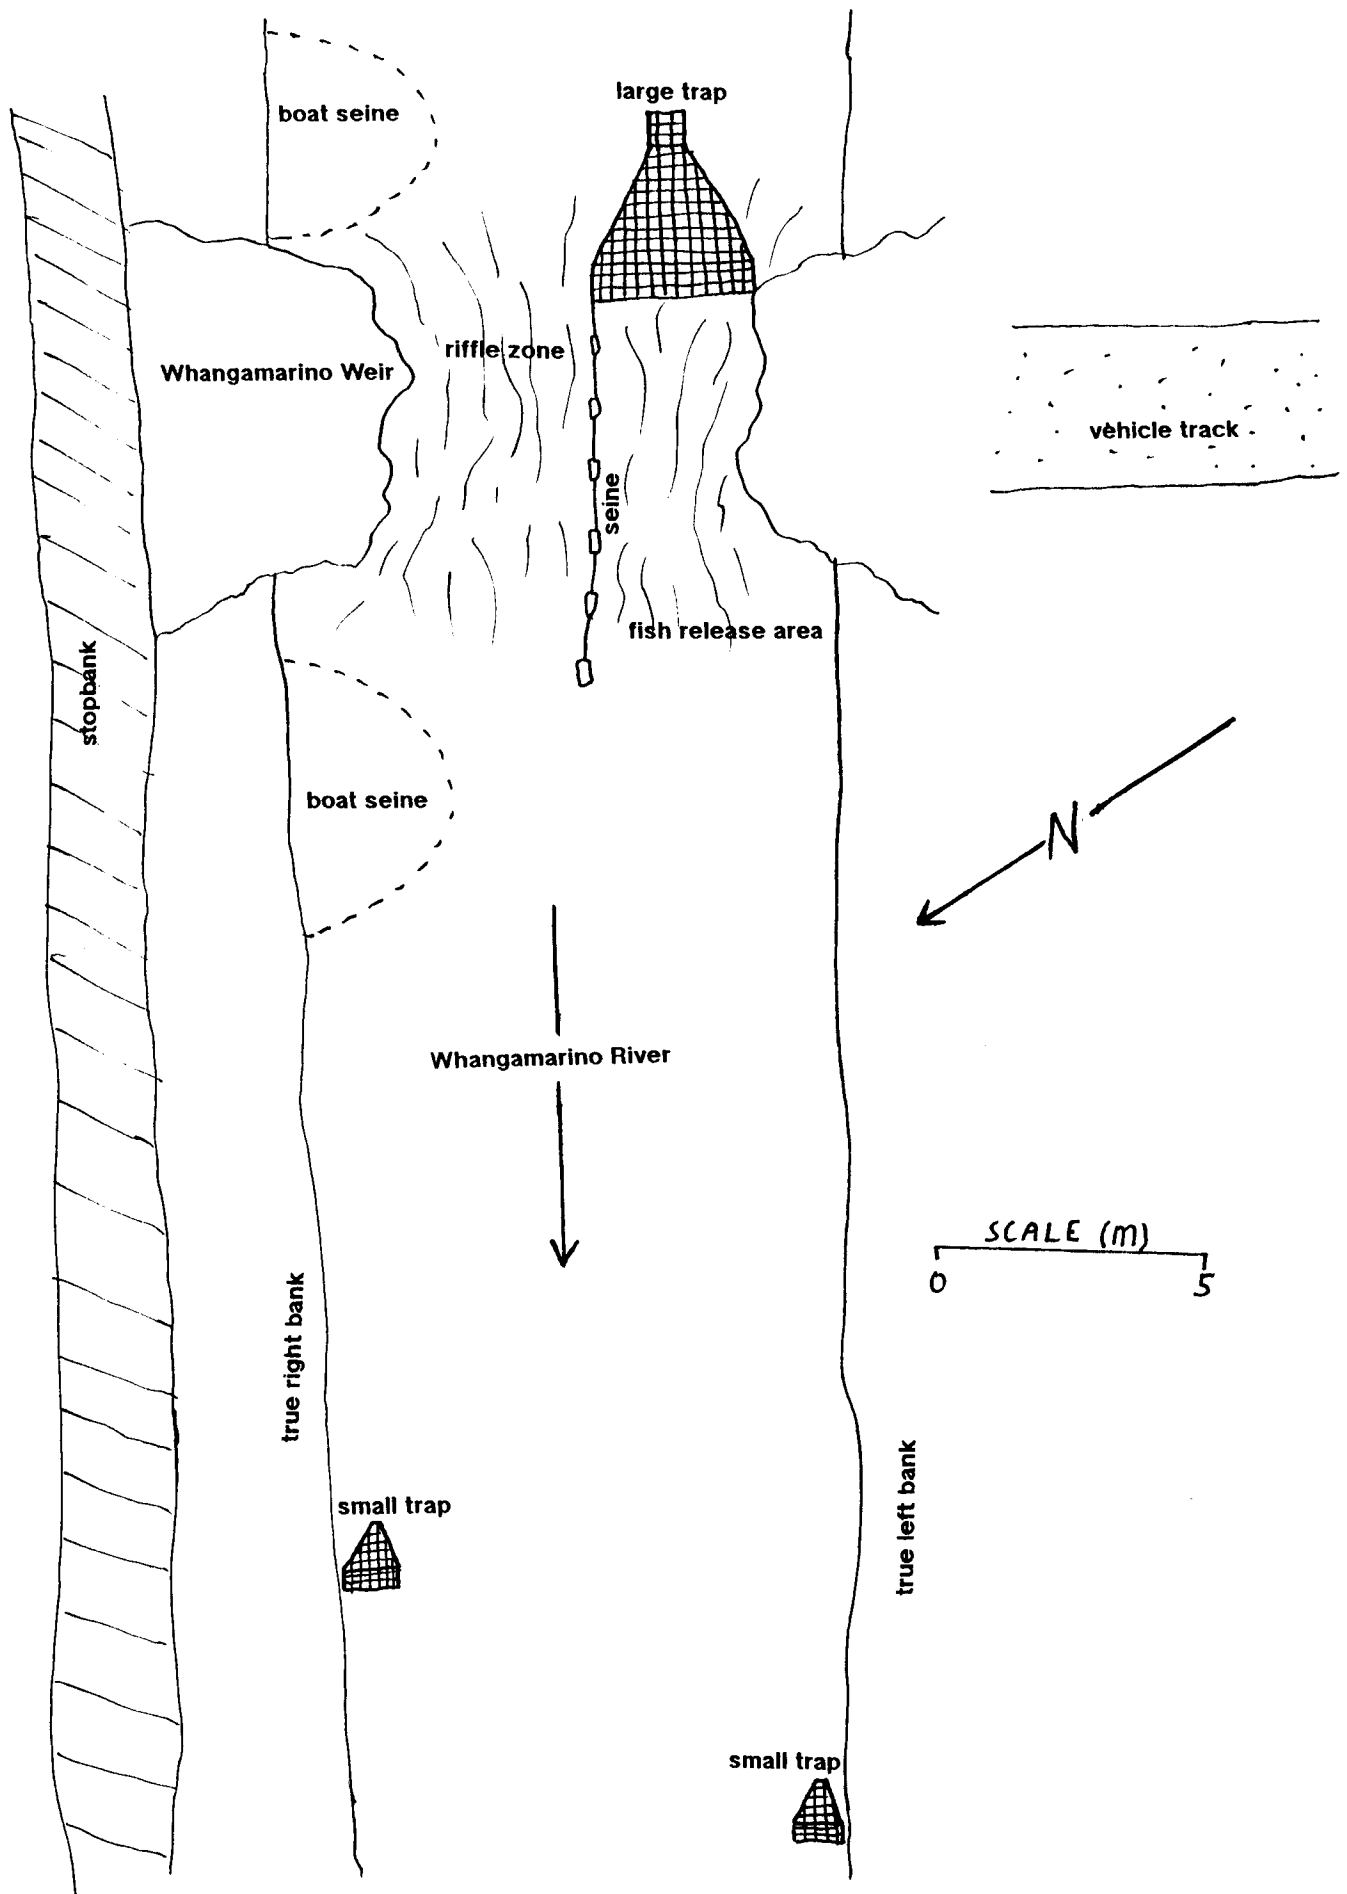 large trap
boat seine
riffle zone
Whangamarino Weir
vehicle track
seine
fish release area
stopbank
boat seine
N
Whangamarino River
SCALE (m)
0 5
true right bank
true left bank
small trap
small trap